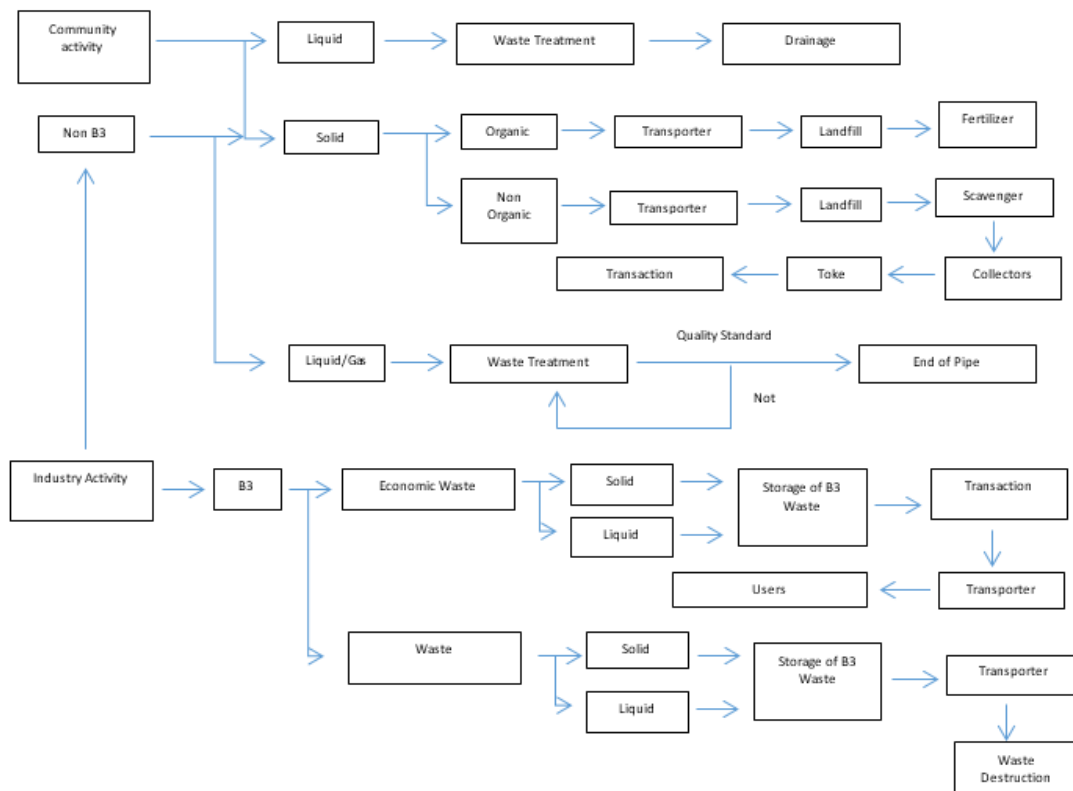 Community
activity
Liquid
Waste Treatment
Drainage
Non B3
Solid
Organic
Transporter
Landfill
Fertilizer
Non
Organic
Transporter
Landfill
Scavenger
Transaction
Toke
Collectors
Quality Standard
Liquid/Gas
Waste Treatment
End of Pipe
Not
Industry Activity
B3
Economic Waste
Solid
Liquid
Storage of B3
Waste
Transaction
Users
Transporter
Waste
Solid
Liquid
Storage of B3
Waste
Transporter
Waste
Destruction